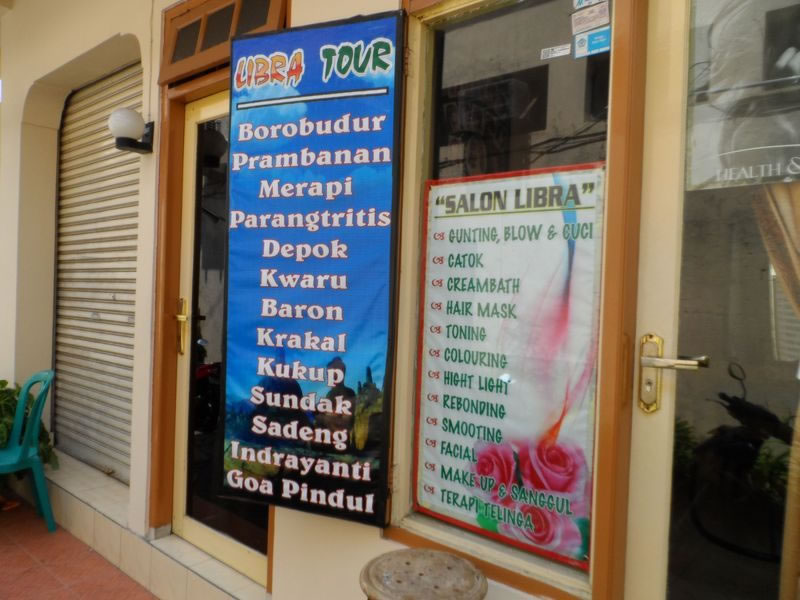 LIBRA TOUR
Borobudur
Prambanan
Merapi
Parangtritis
Depok
Kwaru
Baron
Krakal
Kukup
Sundak
Sadeng
Indrayanti
Goa Pindul
"SALON LIBRA"
GUNTING, BLOW & CUCI
CATOK
CREAMBATH
HAIR MASK
TONING
COLOURING
HIGHT LIGHT
REBONDING
SMOOTING
FACIAL
MAKE UP & SANGGUL
TERAPI TELINGA
HEALTH &